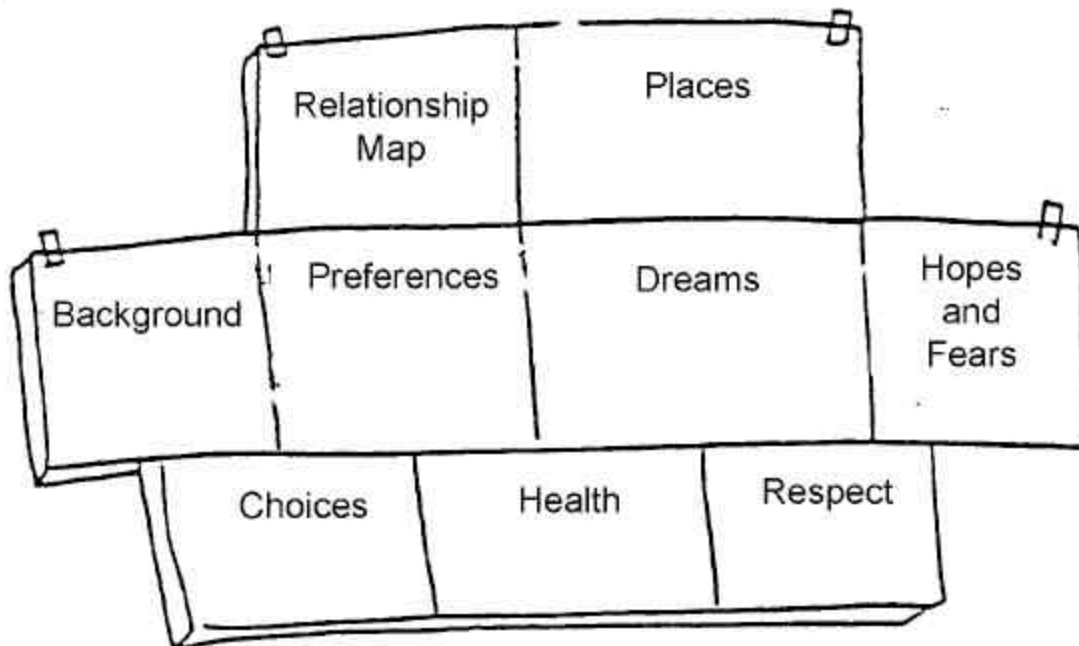 Relationship
Map
Places
Background
Preferences
Dreams
Hopes
and
Fears
Choices
Health
Respect